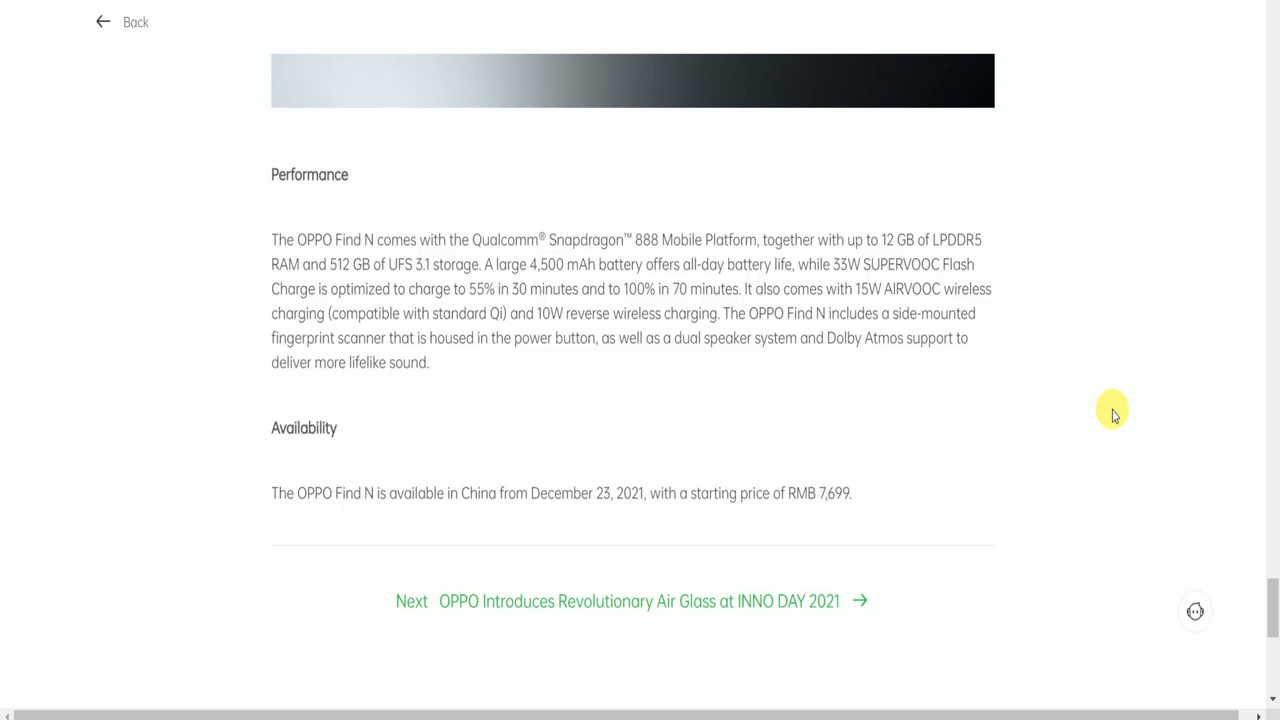 Back
Performance
The OPPO Find N comes with the Qualcomm® Snapdragon™ 888 Mobile Platform, together with up to 12 GB of LPDDR5
RAM and 512 GB of UFS 3.1 storage. A large 4,500 mAh battery offers all-day battery life, while 33W SUPERVOOC Flash
Charge is optimized to charge to 55% in 30 minutes and to 100% in 70 minutes. It also comes with 15W AIRVOOC wireless
charging (compatible with standard Qi) and 10W reverse wireless charging. The OPPO Find N includes a side-mounted
fingerprint scanner that is housed in the power button, as well as a dual speaker system and Dolby Atmos support to
deliver more lifelike sound.
Availability
The OPPO Find N is available in China from December 23, 2021, with a starting price of RMB 7,699.
Next OPPO Introduces Revolutionary Air Glass at INNO DAY 2021